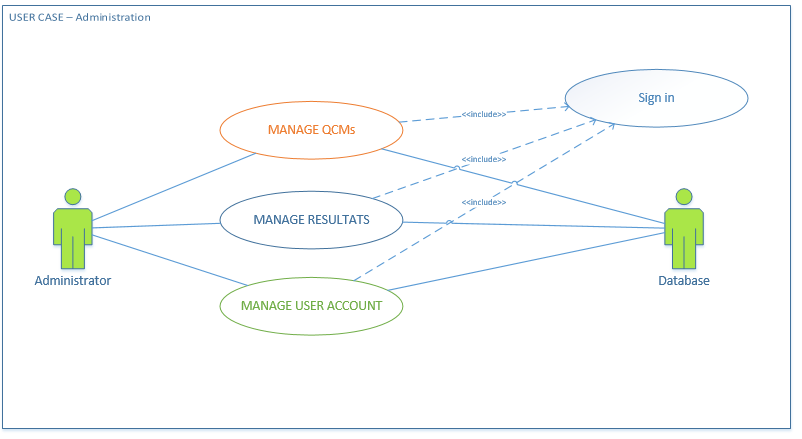 USER CASE – Administration
Sign in
<<include>>
MANAGE QCMs
<<include>>
<<include>>
MANAGE RESULTATS
Administrator
Database
MANAGE USER ACCOUNT